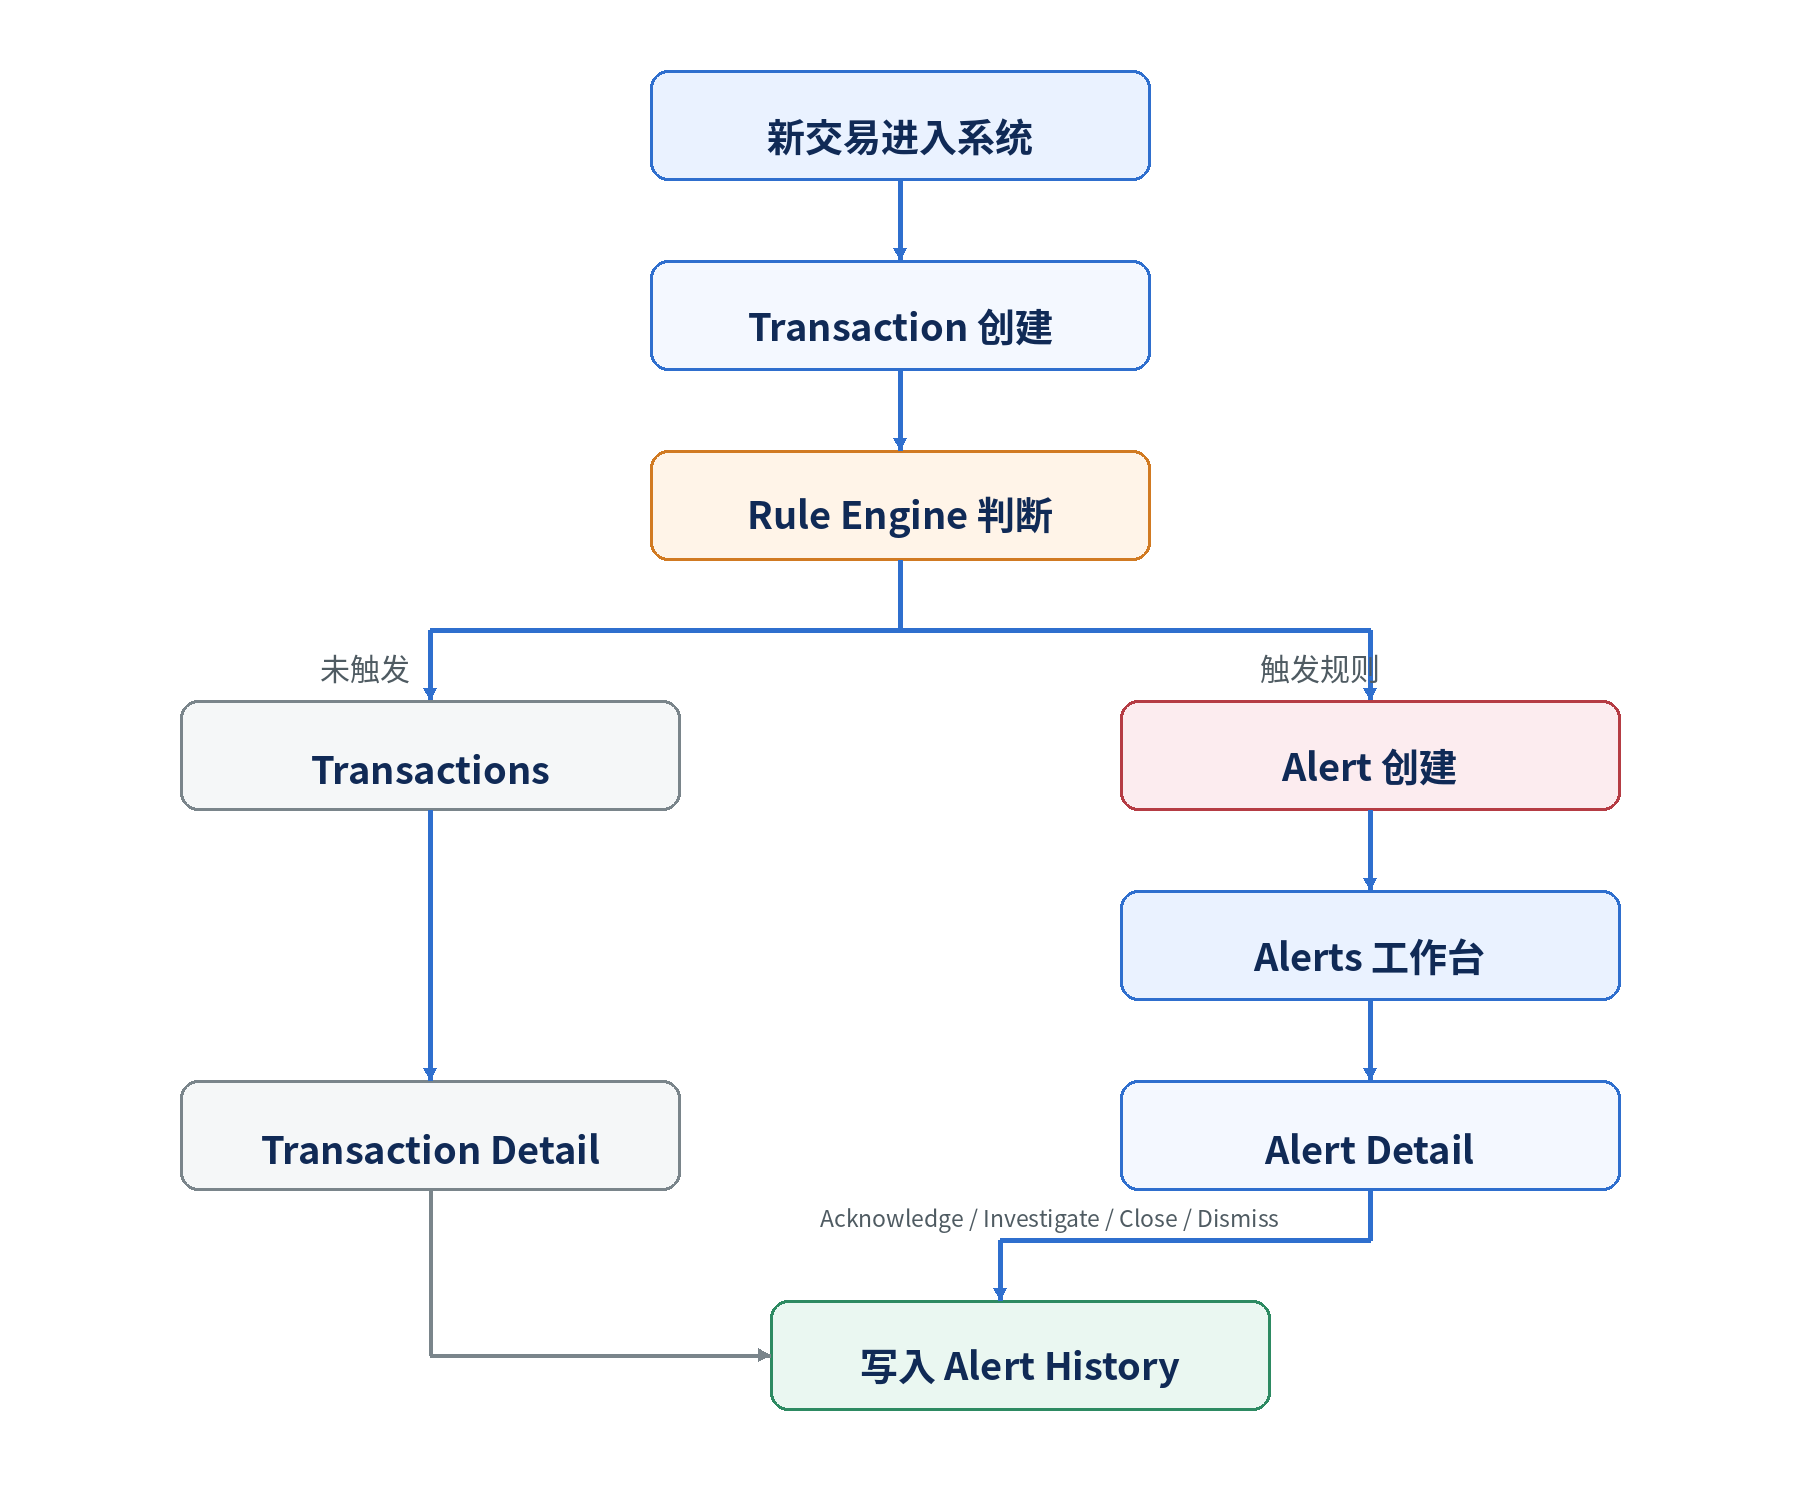 新交易进入系统
Transaction 创建
Rule Engine 判断
未触发
触发规则
Transactions
Alert 创建
Alerts 工作台
Transaction Detail
Alert Detail
Acknowledge / Investigate / Close / Dismiss
写入 Alert History